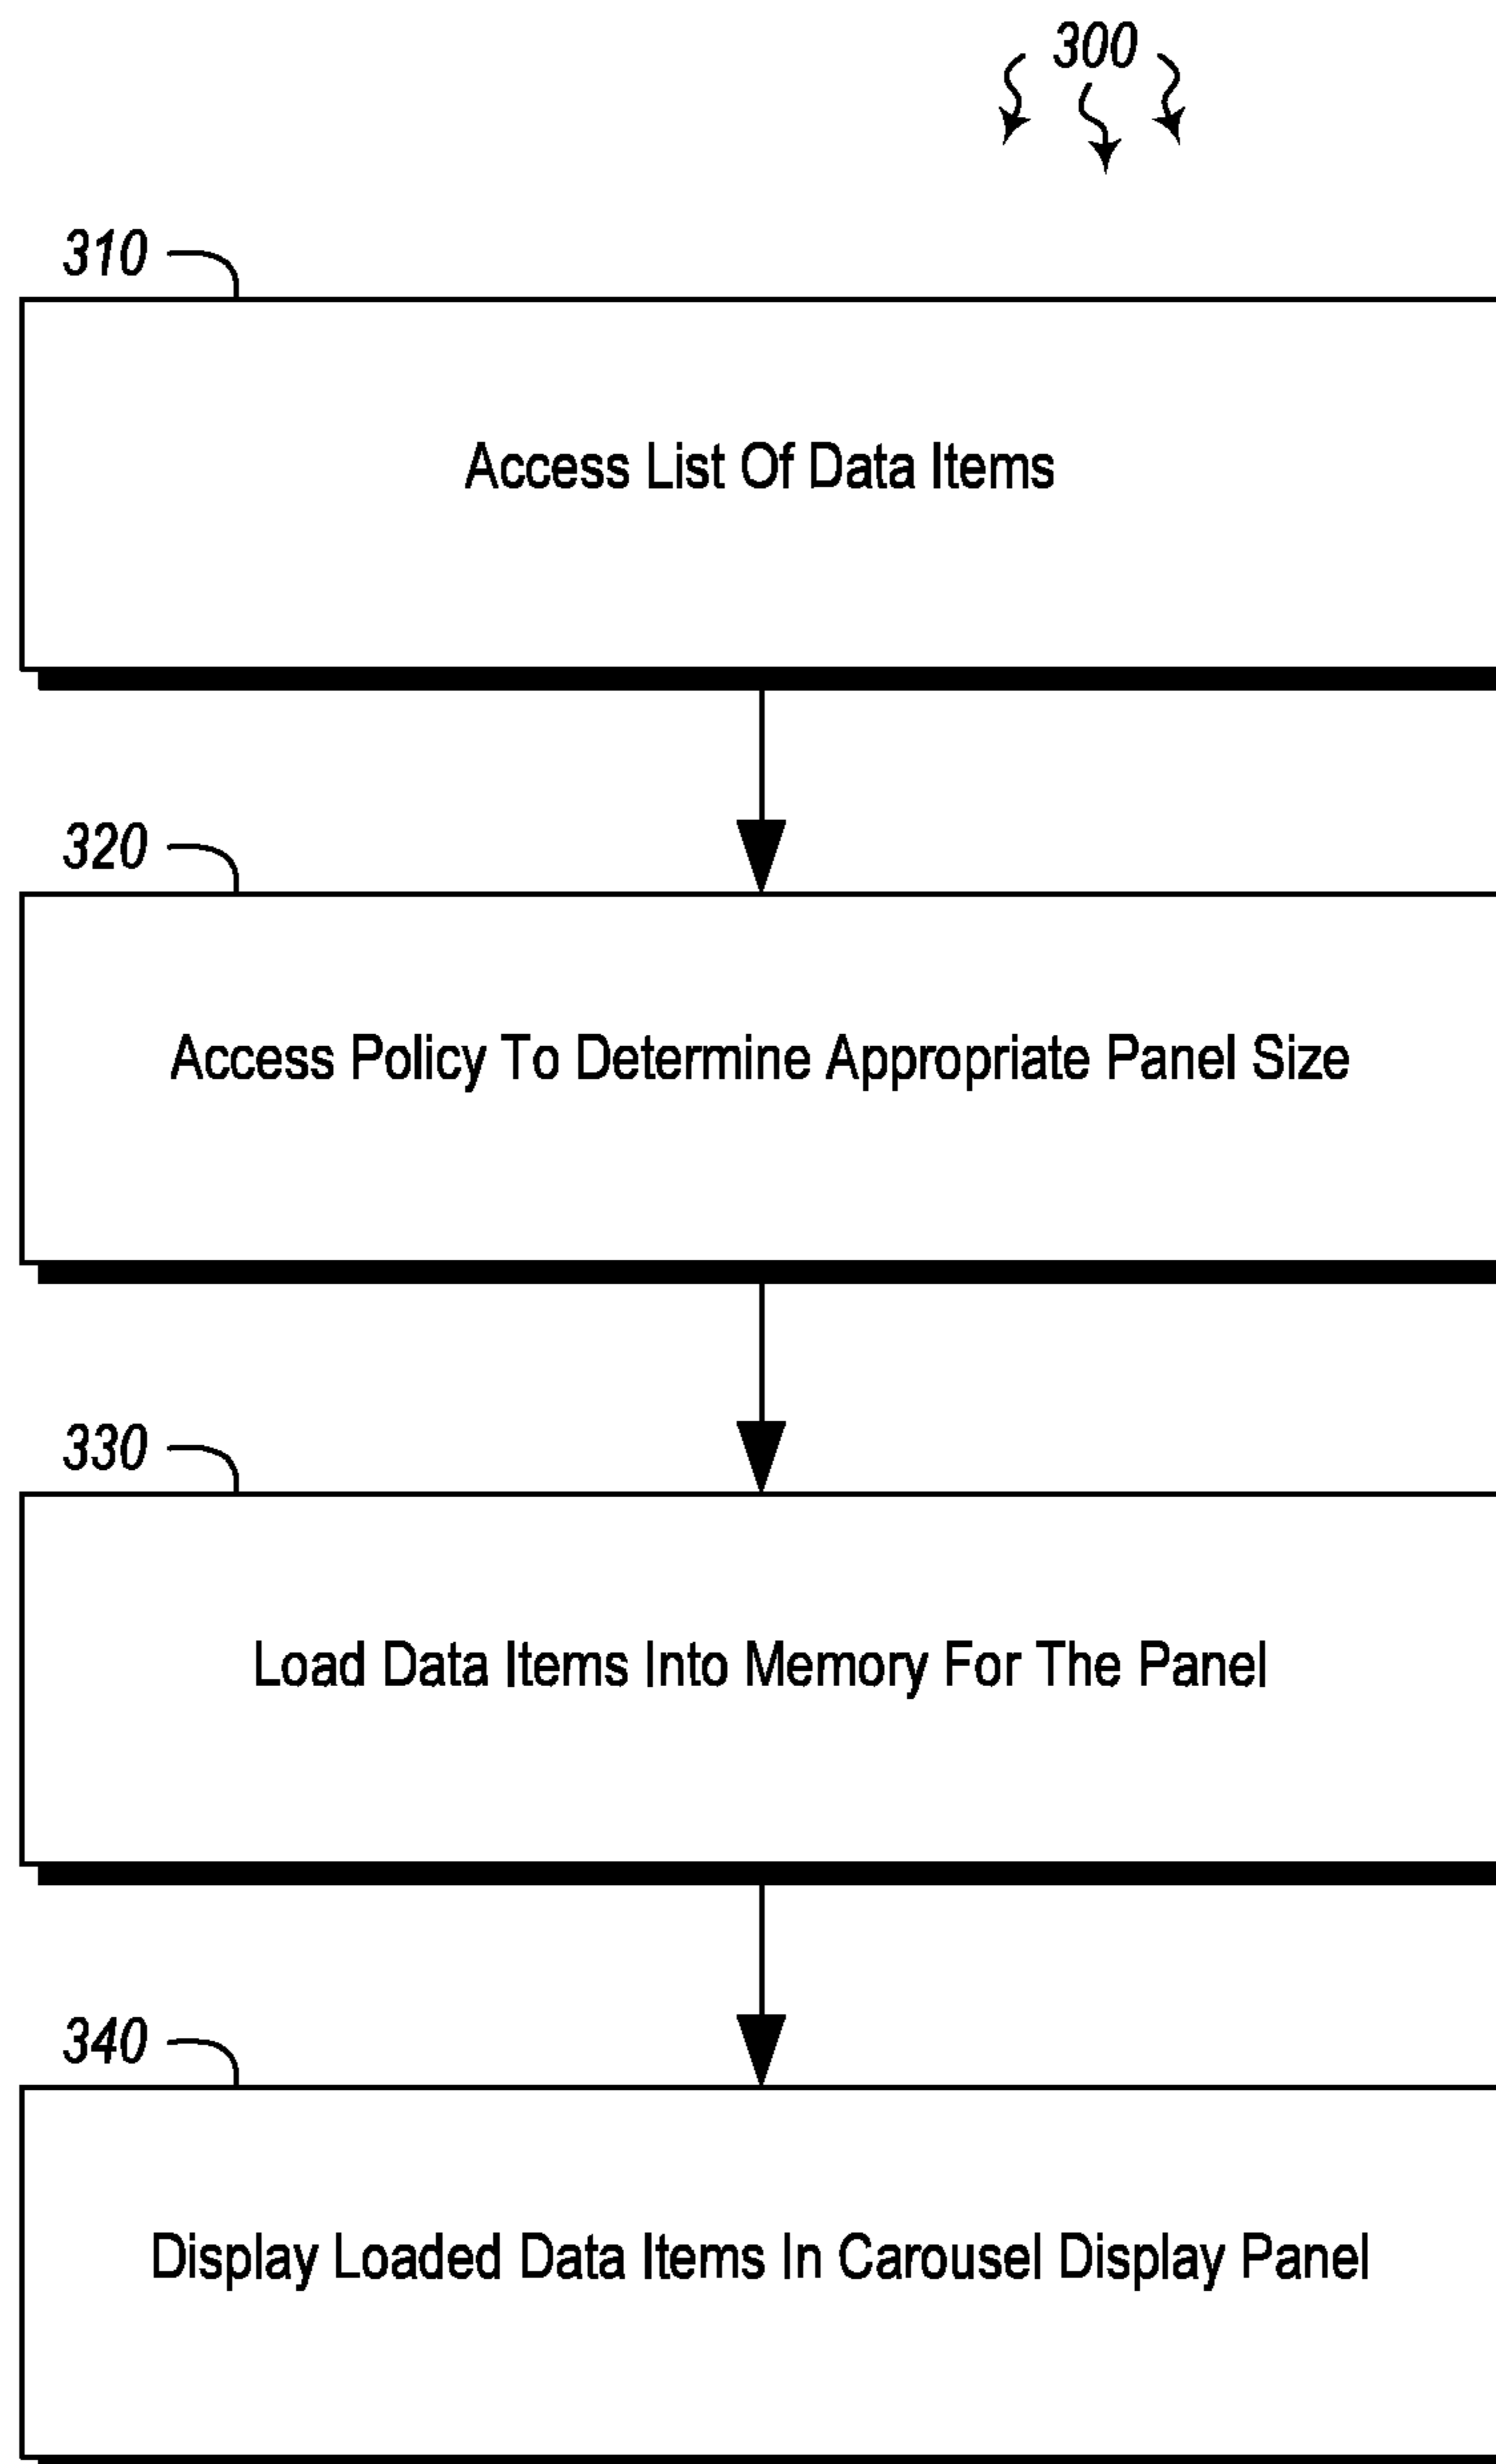 300
310
Access List Of Data Items
320
Access Policy To Determine Appropriate Panel Size
330
Load Data Items Into Memory For The Panel
340
Display Loaded Data Items In Carousel Display Panel